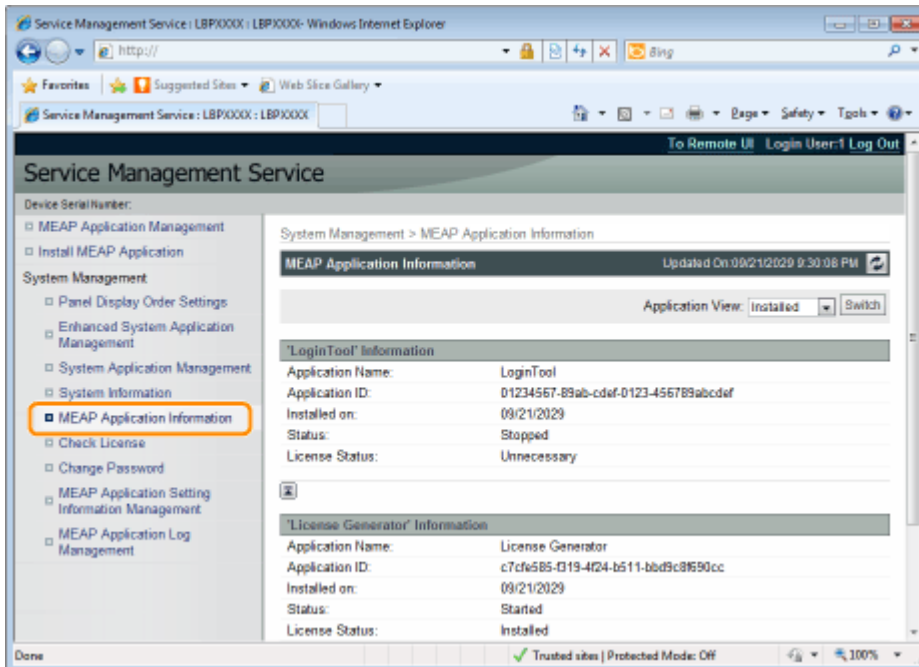 Service Management Service : LBPXXXX : LBPXXXX- Windows Internet Explorer
http://
Bing
Favorites Suggested Sites Web Slice Gallery
Service Management Service : LBPXXXX : LBPXXXX
Page Safety Tools
To Remote UI Login User:1 Log Out
Service Management Service
Device Serial Number:
MEAP Application Management
Install MEAP Application
System Management
Panel Display Order Settings
Enhanced System Application
Management
System Application Management
System Information
MEAP Application Information
Check License
Change Password
MEAP Application Setting
Information Management
MEAP Application Log
Management
System Management > MEAP Application Information
MEAP Application Information Updated On:09/21/2029 9:30:08 PM
Application View: Installed Switch
'LoginTool' Information
Application Name: LoginTool
Application ID: 01234567-89ab-cdef-0123-456789abcdef
Installed on: 09/21/2029
Status: Stopped
License Status: Unnecessary
'License Generator' Information
Application Name: License Generator
Application ID: c7cfe585-f319-4f24-b511-bbd9c8f690cc
Installed on: 09/21/2029
Status: Started
License Status: Installed
Done Trusted sites | Protected Mode: Off 100%